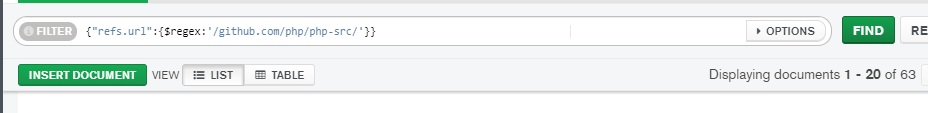 FILTER {"refs.url":{$regex:'/github.com/php/php-src/'}} OPTIONS FIND RE
INSERT DOCUMENT VIEW LIST TABLE Displaying documents 1 - 20 of 63